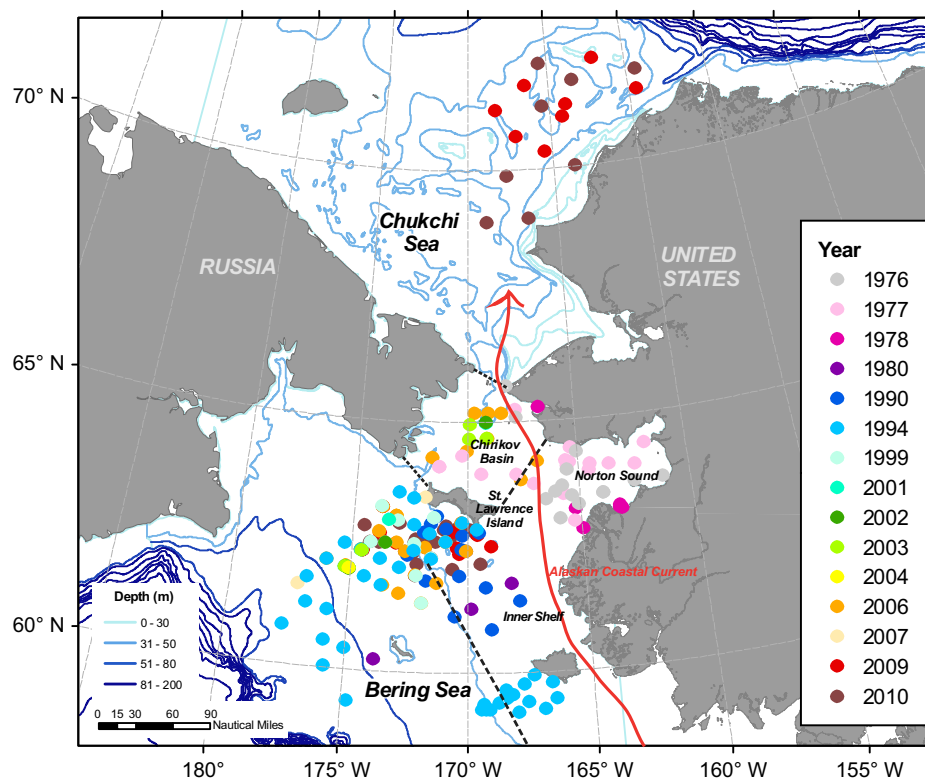 70° N
65° N
60° N
Chukchi
Sea
RUSSIA
UNITED
STATES
Chirikov
Basin
Norton Sound
St.
Lawrence
Island
Alaskan Coastal Current
Inner Shelf
Bering Sea
Year
1976
1977
1978
1980
1990
1994
1999
2001
2002
2003
2004
2006
2007
2009
2010
Depth (m)
0 - 30
31 - 50
51 - 80
81 - 200
0 15 30 60 90
Nautical Miles
180° 175° W 170° W 165° W 160° W 155° W